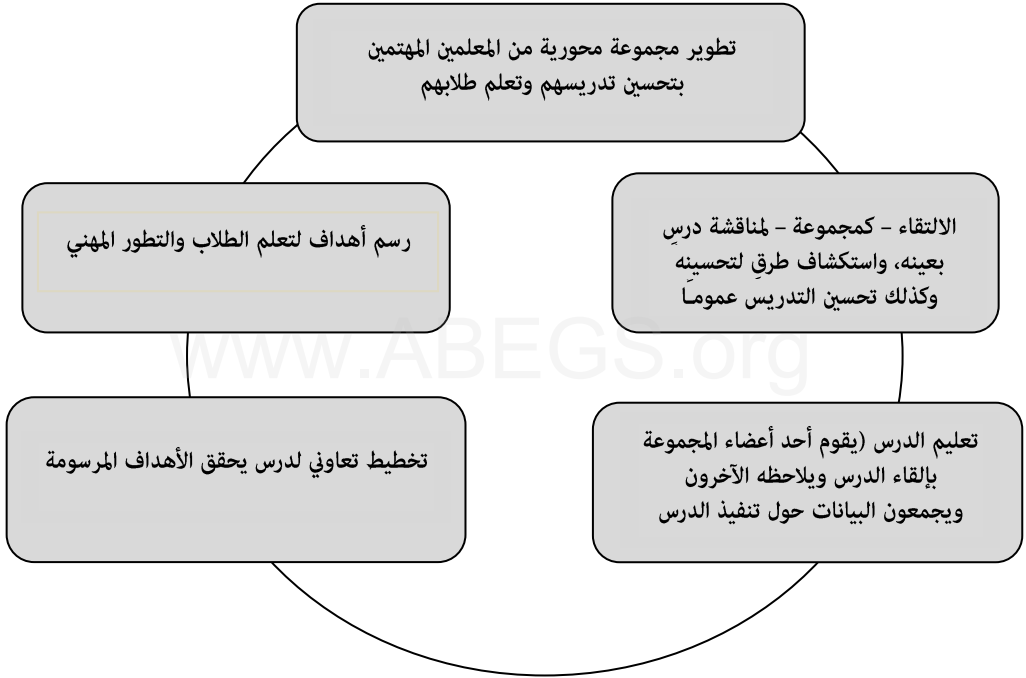 تطوير مجموعة محورية من المعلمين المهتمين
بتحسين تدريسهم وتعلم طلابهم
الالتقاء – كمجموعة – لمناقشة درسِ
بعينه، واستكشاف طرقِ لتحسينِه
وكذلك تحسين التدريس عمومـًا
رسم أهداف لتعلم الطلاب والتطور المهني
www.ABEGS.org
تعليم الدرس (يقوم أحد أعضاء المجموعة
بإلقاء الدرس ويلاحظه الآخرون
ويجمعون البيانات حول تنفيذ الدرس
تخطيط تعاوني لدرس يحقق الأهداف المرسومة